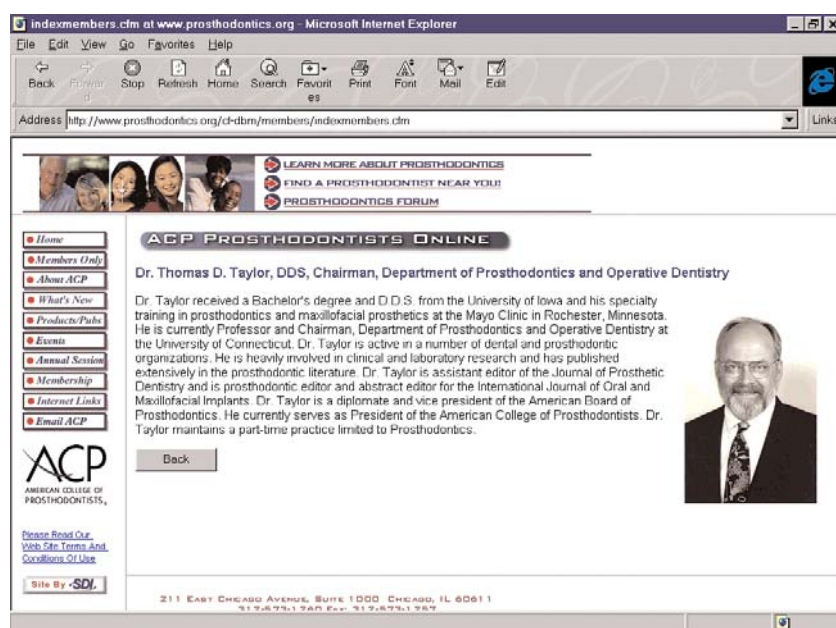 indexmembers.cfm at www.prosthodontics.org - Microsoft Internet Explorer
File Edit View Go Favorites Help
Back Forward Stop Refresh Home Search Favorites Print Font Mail Edit
Address http://www.prosthodontics.org/cf-dbm/members/indexmembers.cfm Links
LEARN MORE ABOUT PROSTHODONTICS
FIND A PROSTHODONTIST NEAR YOU!
PROSTHODONTICS FORUM
Home
Members Only
About ACP
What's New
Products/Pubs
Events
Annual Session
Membership
Internet Links
Email ACP
ACP
AMERICAN COLLEGE OF
PROSTHODONTISTS
Please Read Our
Web Site Terms And
Conditions Of Use
Site By SDI
ACP PROSTHODONTISTS ONLINE
Dr. Thomas D. Taylor, DDS, Chairman, Department of Prosthodontics and Operative Dentistry
Dr. Taylor received a Bachelor's degree and D.D.S. from the University of Iowa and his specialty
training in prosthodontics and maxillofacial prosthetics at the Mayo Clinic in Rochester, Minnesota.
He is currently Professor and Chairman, Department of Prosthodontics and Operative Dentistry at
the University of Connecticut. Dr. Taylor is active in a number of dental and prosthodontic
organizations. He is heavily involved in clinical and laboratory research and has published
extensively in the prosthodontic literature. Dr. Taylor is assistant editor of the Journal of Prosthetic
Dentistry and is prosthodontic editor and abstract editor for the International Journal of Oral and
Maxillofacial Implants. Dr. Taylor is a diplomate and vice president of the American Board of
Prosthodontics. He currently serves as President of the American College of Prosthodontists. Dr.
Taylor maintains a part-time practice limited to Prosthodontics.
Back
211 EAST CHICAGO AVENUE, SUITE 1000 CHICAGO, IL 60611